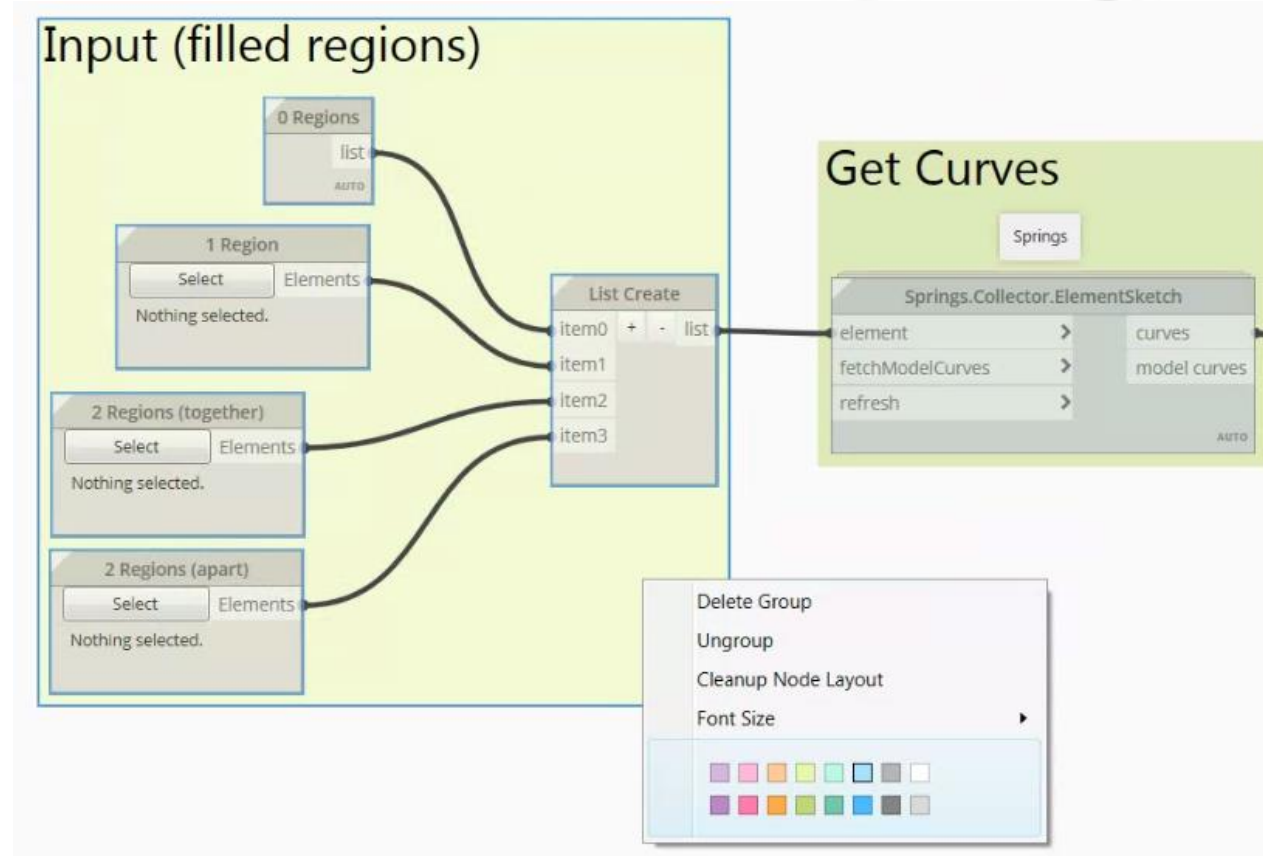 Input (filled regions)
0 Regions
list
AUTO
1 Region
Select
Elements
Nothing selected.
2 Regions (together)
Select
Elements
Nothing selected.
2 Regions (apart)
Select
Elements
Nothing selected.
List Create
item0 + - list
item1
item2
item3
Get Curves
Springs
Springs.Collector.ElementSketch
element > curves
fetchModelCurves > model curves
refresh >
AUTO
Delete Group
Ungroup
Cleanup Node Layout
Font Size